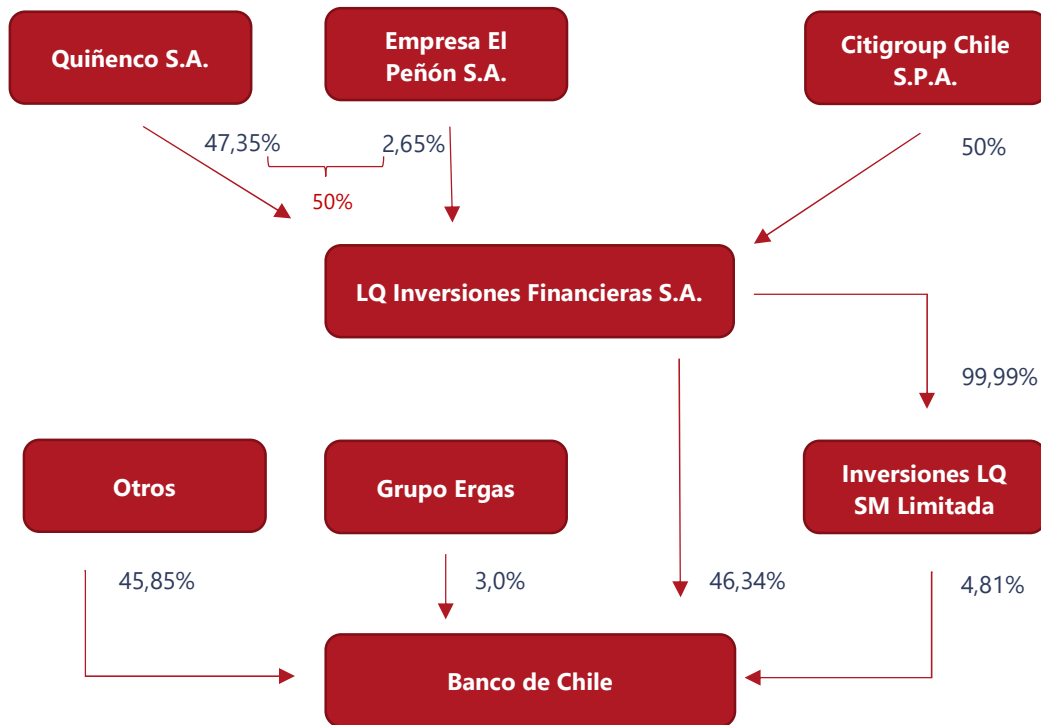 Quiñenco S.A.
Empresa El
Peñón S.A.
Citigroup Chile
S.P.A.
47,35%
2,65%
50%
50%
LQ Inversiones Financieras S.A.
99,99%
Otros
Grupo Ergas
Inversiones LQ
SM Limitada
45,85%
3,0%
46,34%
4,81%
Banco de Chile